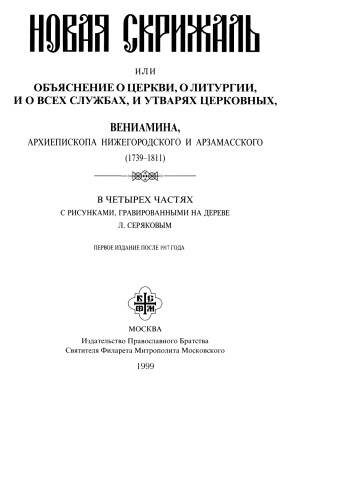 НОВАЯ СКРИЖАЛЬ
ИЛИ
ОБЪЯСНЕНИЕ О ЦЕРКВИ, О ЛИТУРГИИ,
И О ВСЕХ СЛУЖБАХ, И УТВАРЯХ ЦЕРКОВНЫХ,
ВЕНИАМИНА,
АРХИЕПИСКОПА НИЖЕГОРОДСКОГО И АРЗАМАССКОГО
(1739–1811)
В ЧЕТЫРЕХ ЧАСТЯХ
С РИСУНКАМИ, ГРАВИРОВАННЫМИ НА ДЕРЕВЕ
Л. СЕРЯКОВЫМ
ПЕРВОЕ ИЗДАНИЕ ПОСЛЕ 1917 ГОДА
МОСКВА
Издательство Православного Братства
Святителя Филарета Митрополита Московского
1999